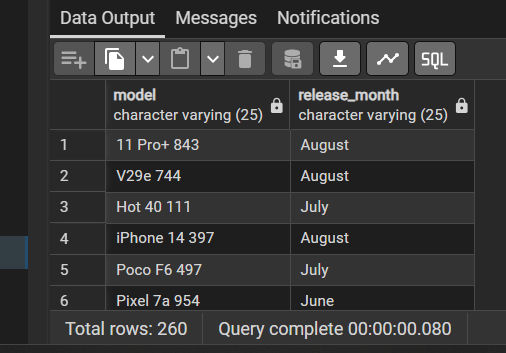 Data Output Messages Notifications
SQL
model release_month
character varying (25) character varying (25)
1 11 Pro+ 843 August
2 V29e 744 August
3 Hot 40 111 July
4 iPhone 14 397 August
5 Poco F6 497 July
6 Pixel 7a 954 June
Total rows: 260 Query complete 00:00:00.080